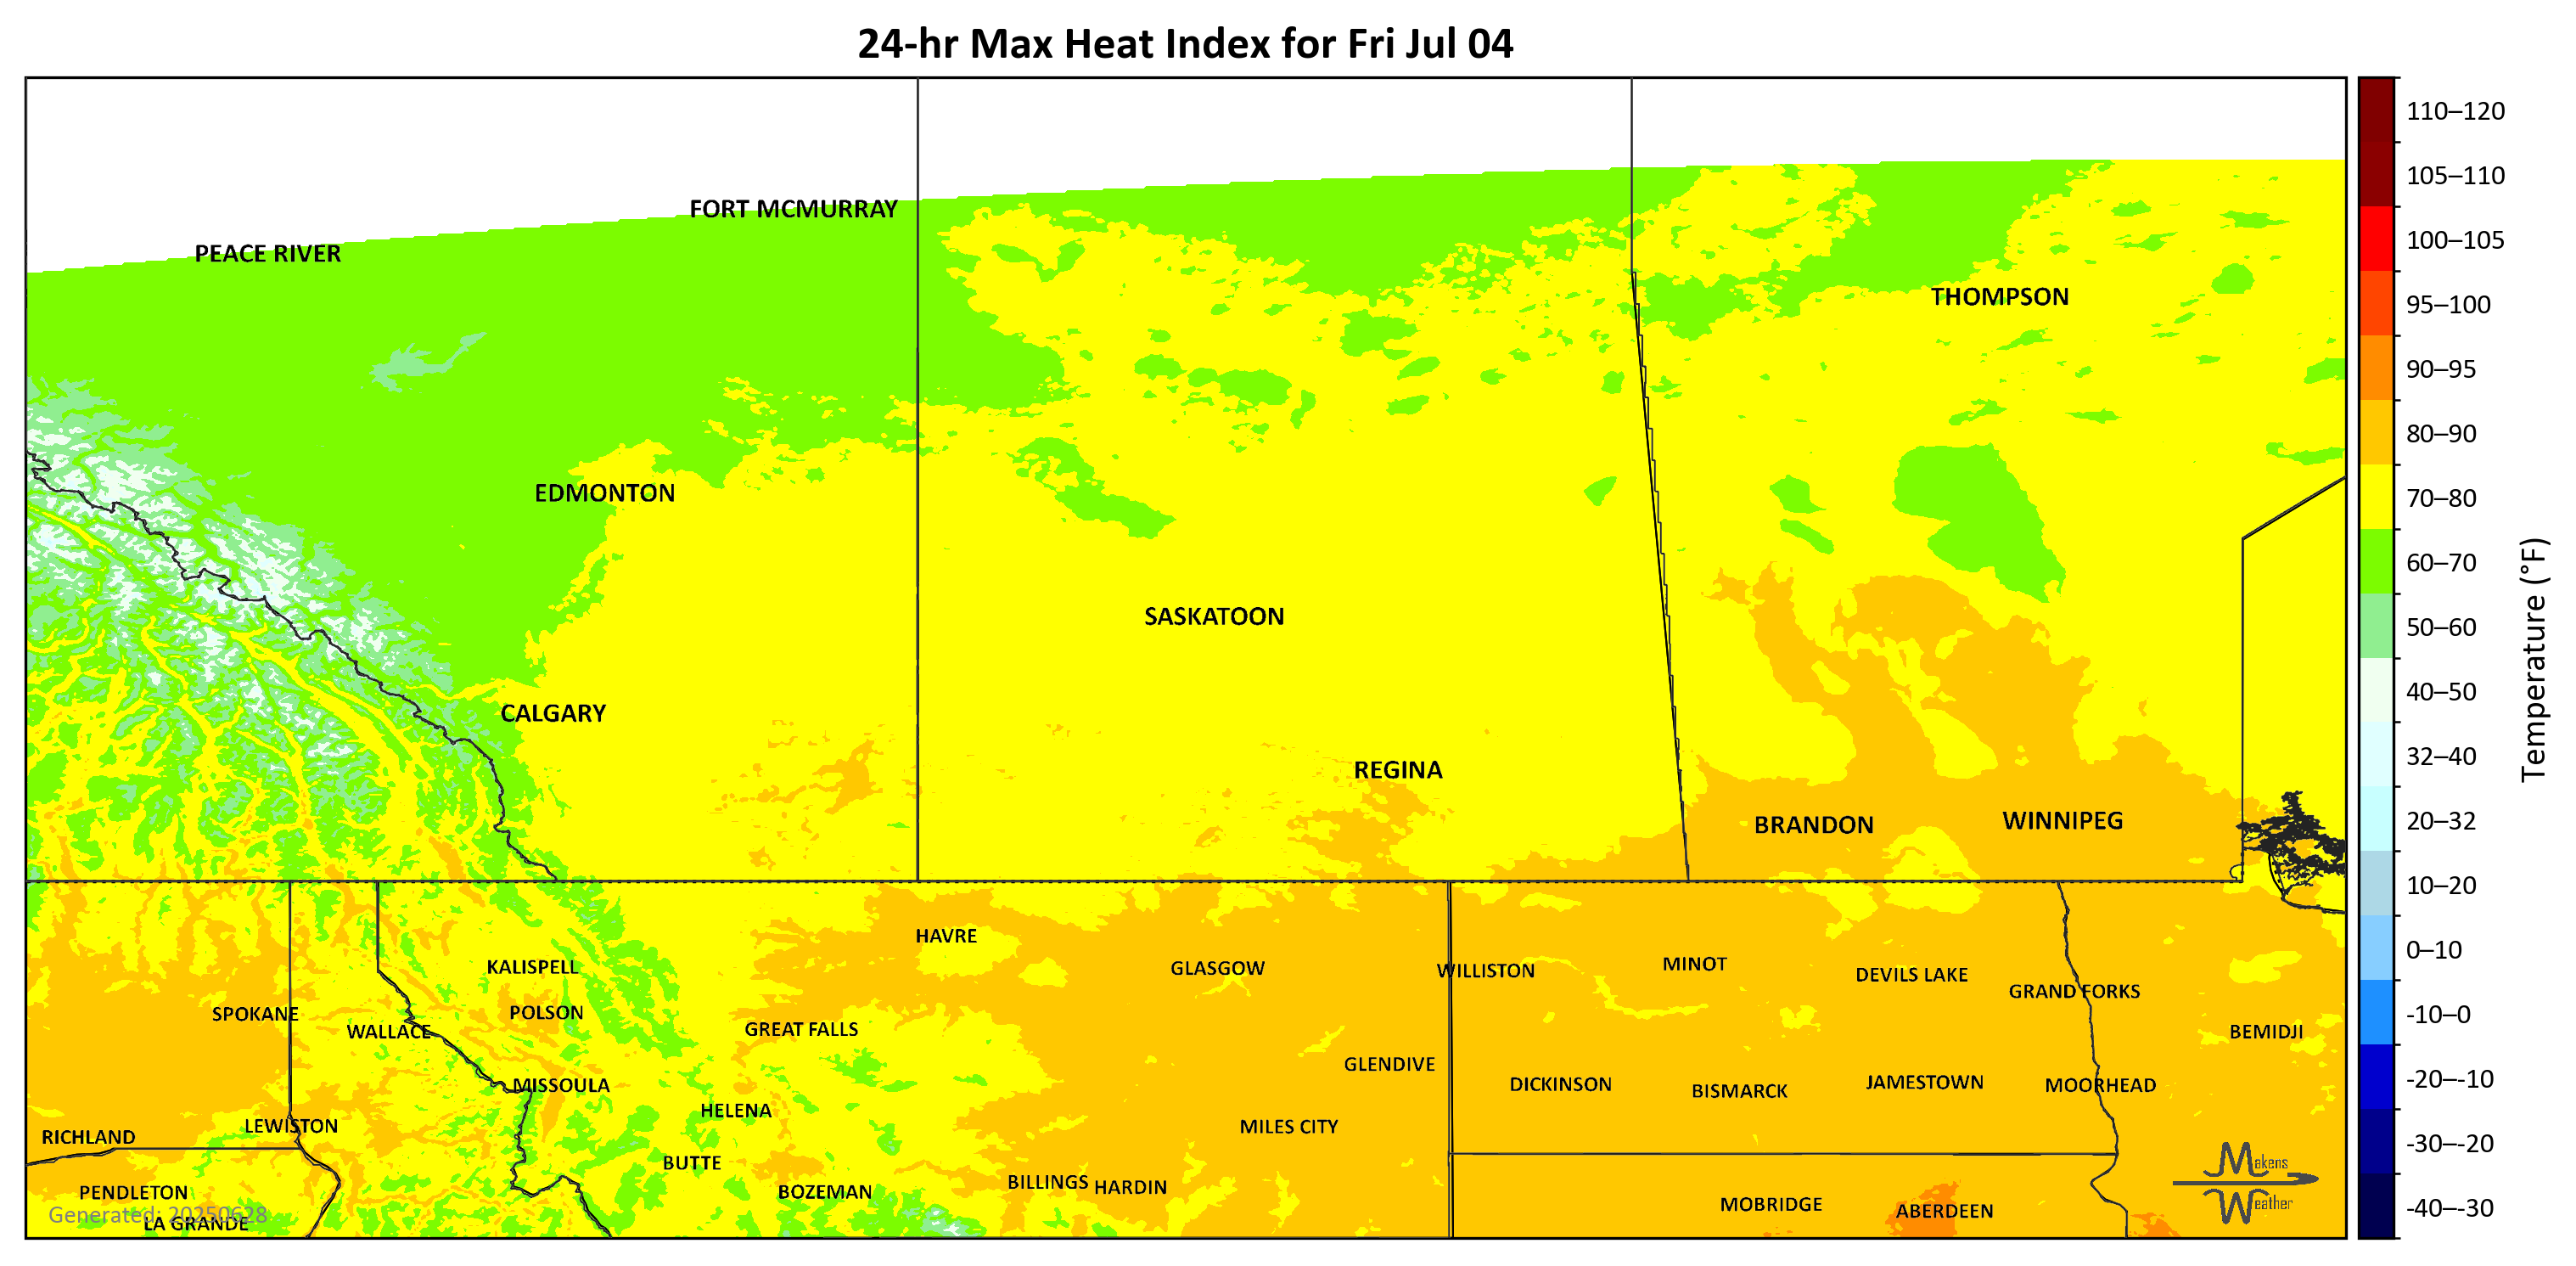 24-hr Max Heat Index for Fri Jul 04
110–120
105–110
FORT MCMURRAY
100–105
PEACE RIVER
THOMPSON
95–100
90–95
80–90
EDMONTON
70–80
60–70
SASKATOON
50–60
Temperature (°F)
40–50
CALGARY
32–40
REGINA
BRANDON
WINNIPEG
20–32
10–20
HAVRE
0–10
KALISPELL
GLASGOW
WILLISTON
MINOT
DEVILS LAKE
GRAND FORKS
SPOKANE
POLSON
-10–0
WALLACE
GREAT FALLS
BEMIDJI
GLENDIVE
-20–-10
MISSOULA
DICKINSON
BISMARCK
JAMESTOWN
MOORHEAD
HELENA
LEWISTON
MILES CITY
RICHLAND
-30–-20
BUTTE
Makens
PENDLETON
BOZEMAN
BILLINGS
HARDIN
Weather
MOBRIDGE
ABERDEEN
-40–-30
Generated: 20250628
LA GRANDE